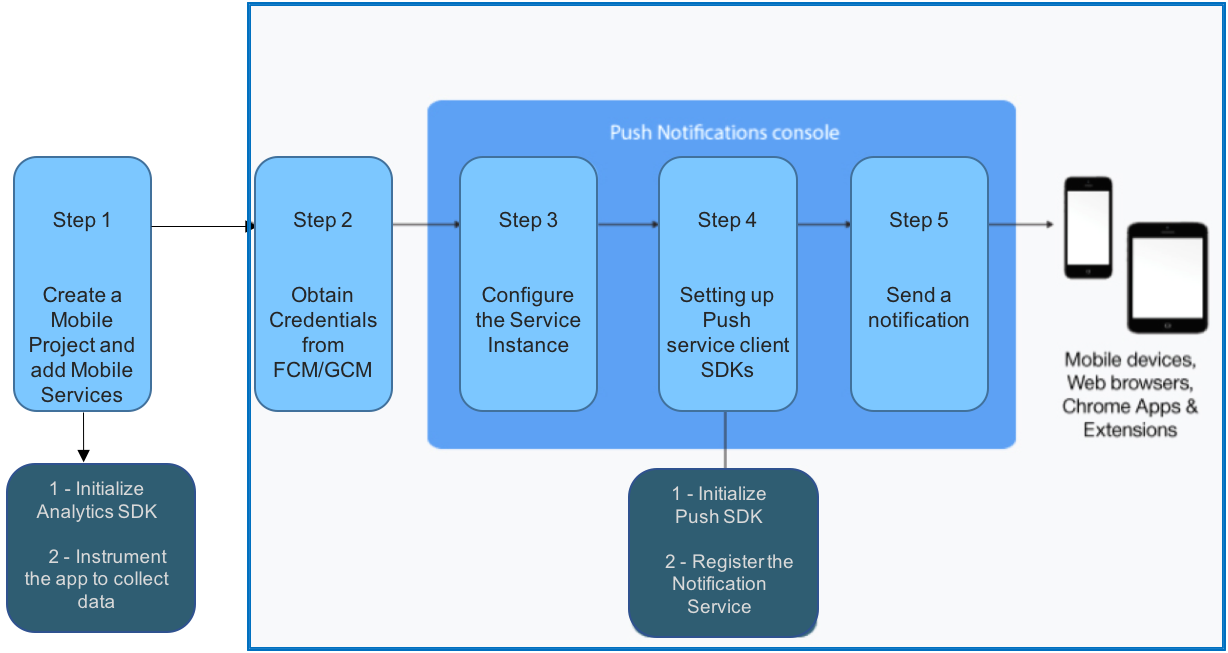 Push Notifications console
Step 1
Create a
Mobile
Project and
add Mobile
Services
Step 2
Obtain
Credentials
from
FCM/GCM
Step 3
Configure
the Service
Instance
Step 4
Setting up
Push
service client
SDKs
Step 5
Send a
notification
Mobile devices,
Web browsers,
Chrome Apps &
Extensions
1 - Initialize
Analytics SDK
2 - Instrument
the app to collect
data
1 - Initialize
Push SDK
2 - Register the
Notification
Service